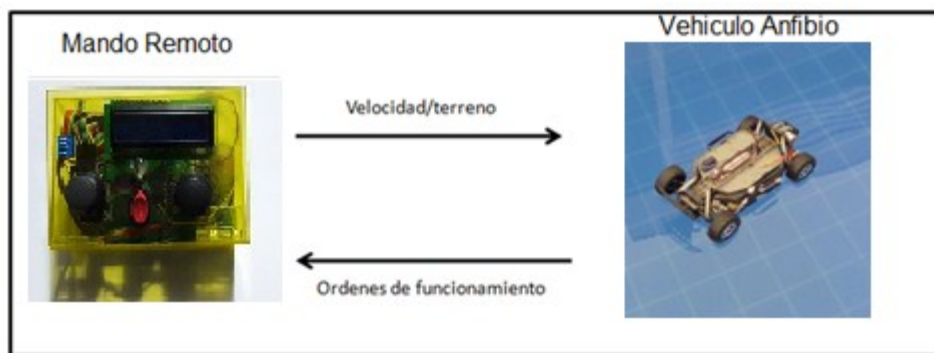 Mando Remoto
Vehiculo Anfibio
Velocidad/terreno
Ordenes de funcionamiento